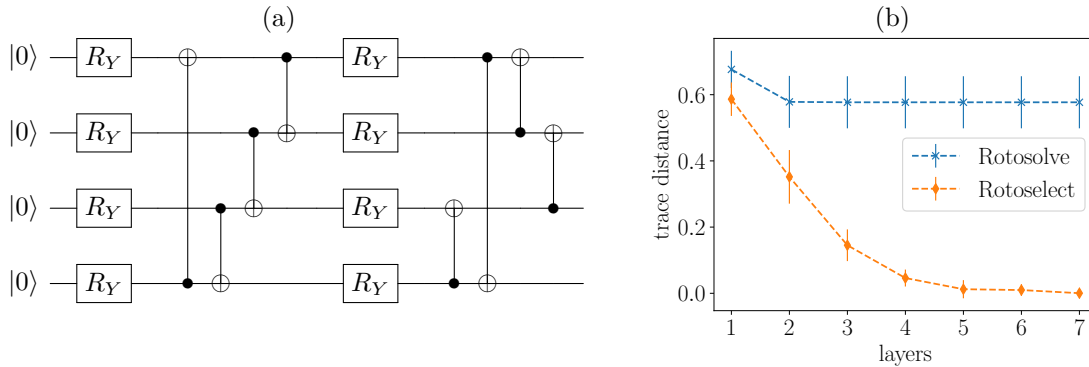 (a)
|0⟩ R_Y R_Y
|0⟩ R_Y R_Y
|0⟩ R_Y R_Y
|0⟩ R_Y R_Y
(b)
trace distance
0.6
0.4
0.2
0.0
Rotosolve
Rotoselect
1 2 3 4 5 6 7
layers